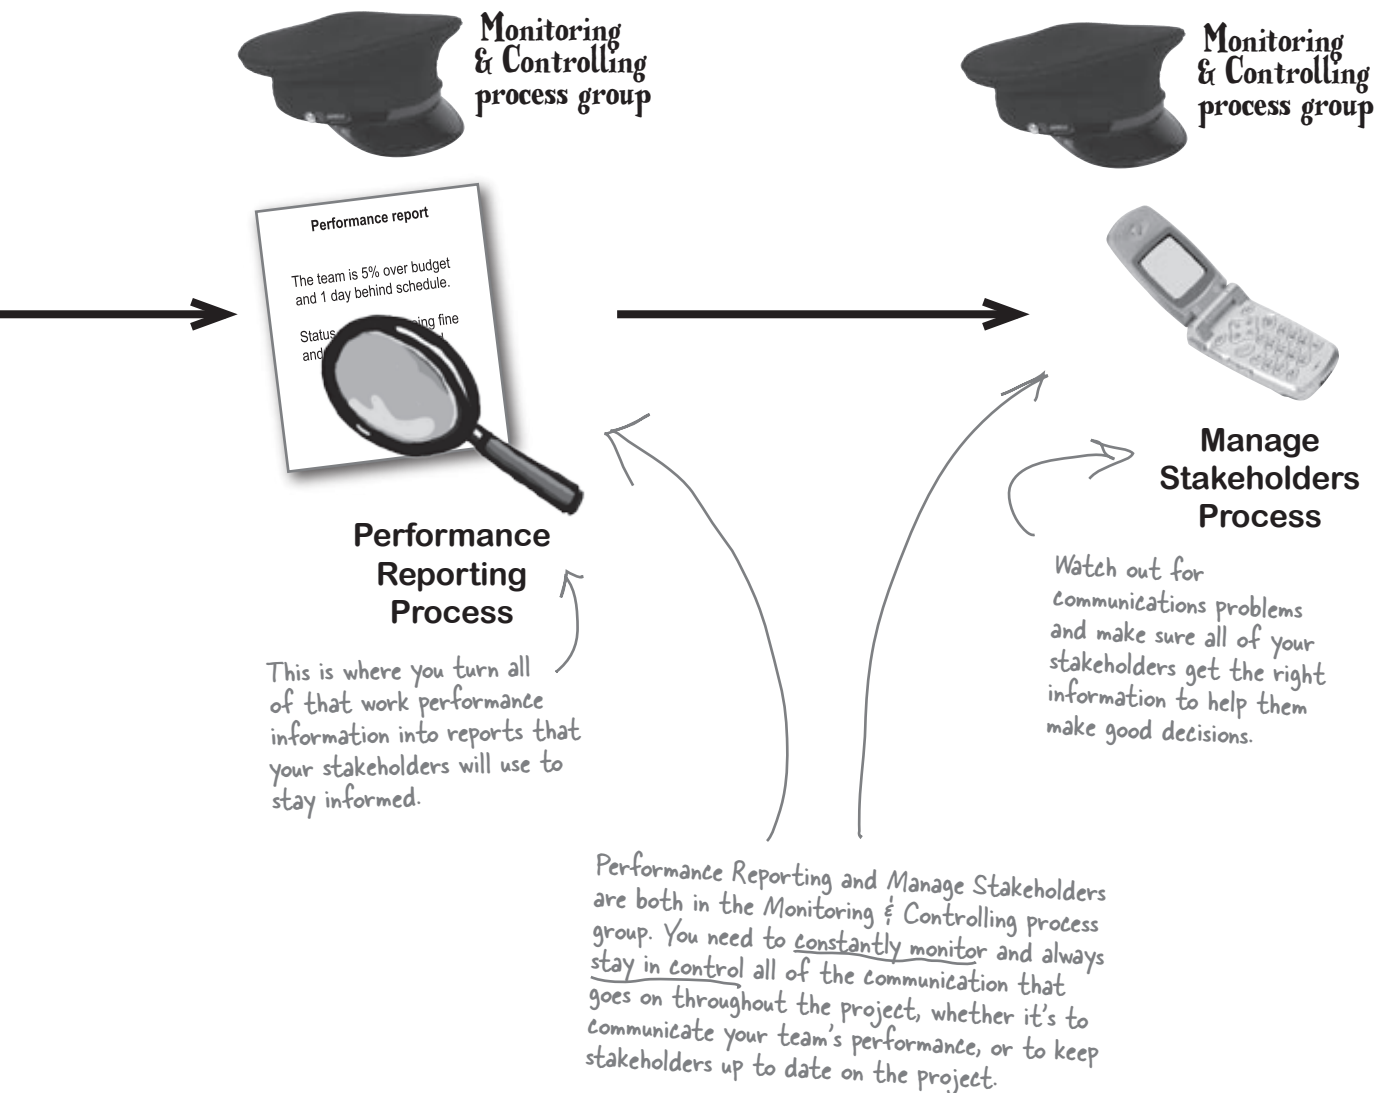 Monitoring
& Controlling
process group
Monitoring
& Controlling
process group
Performance report
The team is 5% over budget
and 1 day behind schedule.
Status ing fine
and
Performance
Reporting
Process
This is where you turn all
of that work performance
information into reports that
your stakeholders will use to
stay informed.
Manage
Stakeholders
Process
Watch out for
communications problems
and make sure all of your
stakeholders get the right
information to help them
make good decisions.
Performance Reporting and Manage Stakeholders
are both in the Monitoring & Controlling process
group. You need to constantly monitor and always
stay in control all of the communication that
goes on throughout the project, whether it's to
communicate your team's performance, or to keep
stakeholders up to date on the project.